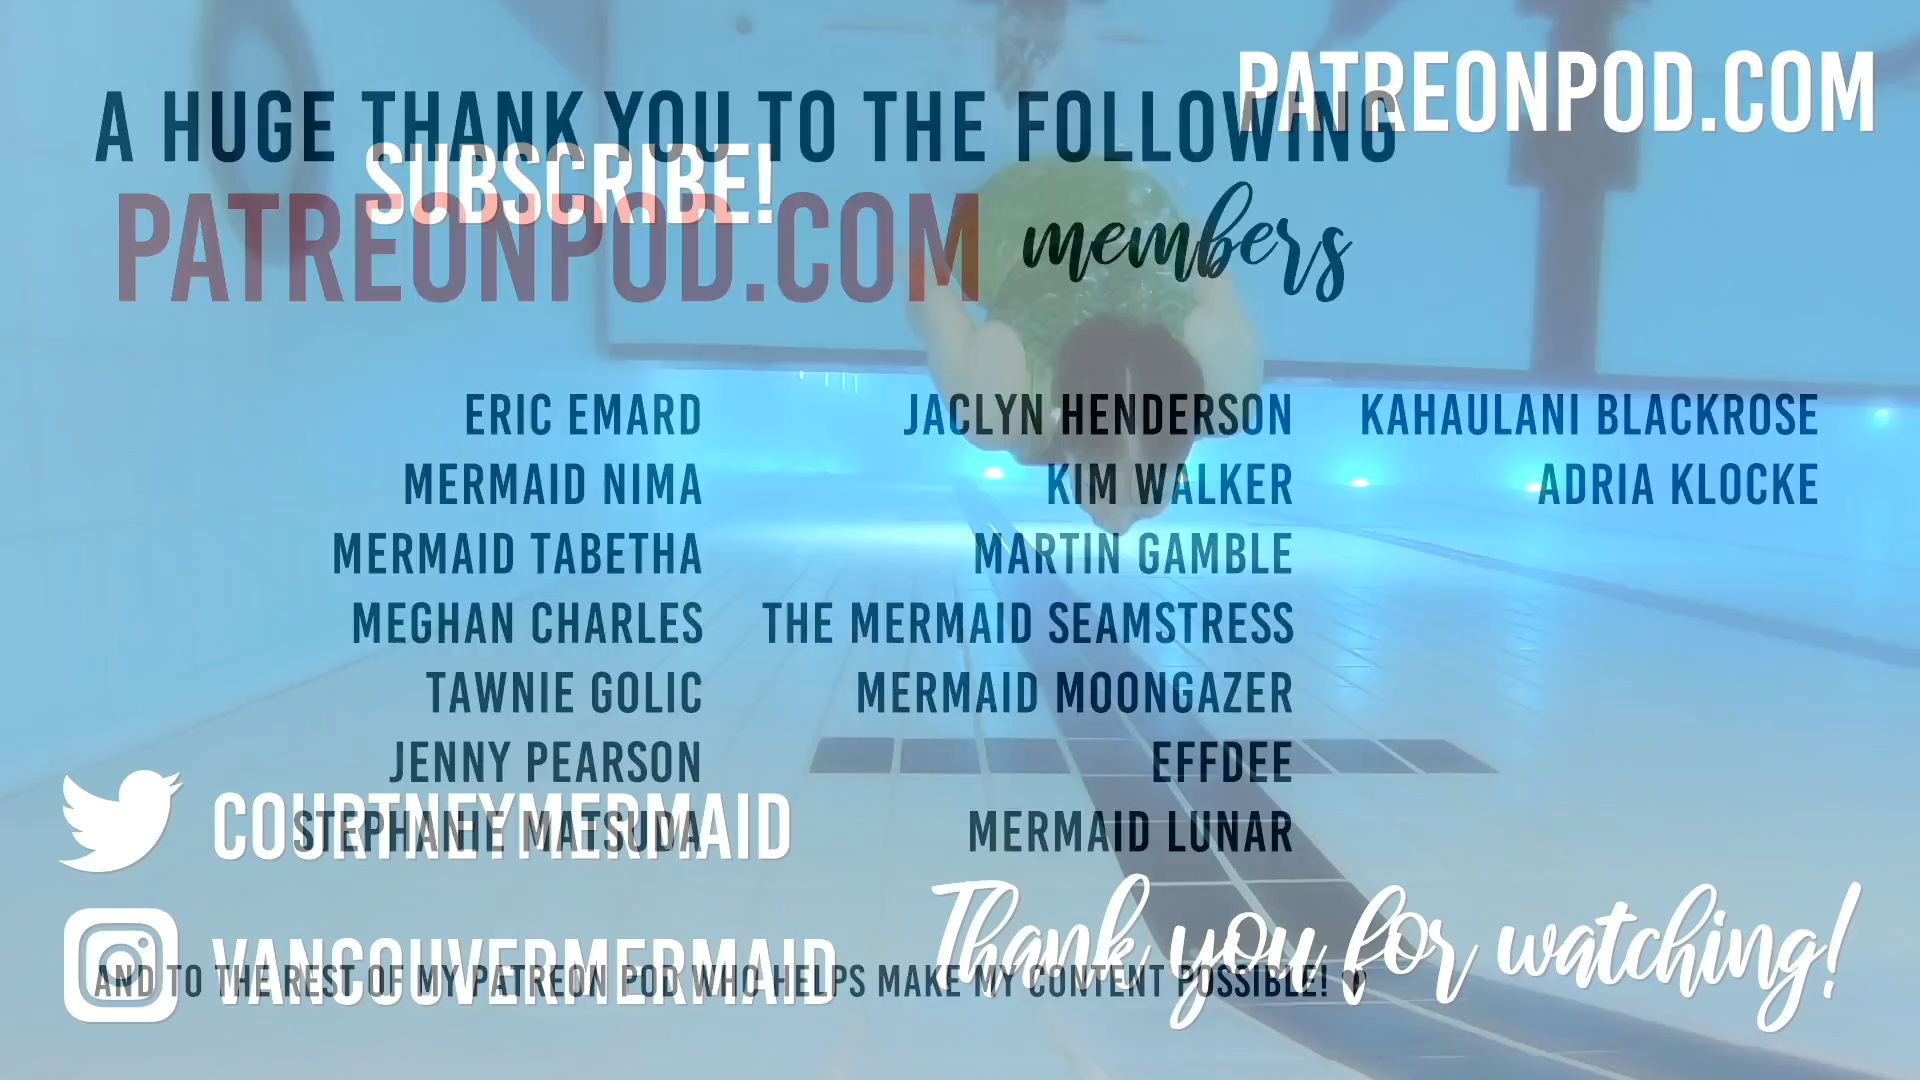 PATREONPOD.COM
A HUGE THANK YOU TO THE FOLLOWING
SUBSCRIBE!
PATREONPOD.COM members
ERIC EMARD
MERMAID NIMA
MERMAID TABETHA
MEGHAN CHARLES
TAWNIE GOLIC
JENNY PEARSON
STEPHANIE MATSUDA
JACLYN HENDERSON
KIM WALKER
MARTIN GAMBLE
THE MERMAID SEAMSTRESS
MERMAID MOONGAZER
EFFDEE
MERMAID LUNAR
KAHAULANI BLACKROSE
ADRIA KLOCKE
COURTNEYMERMAID
VANCOUVERMERMAID
Thank you for watching!
AND TO THE REST OF MY PATREON POD WHO HELPS MAKE MY CONTENT POSSIBLE!